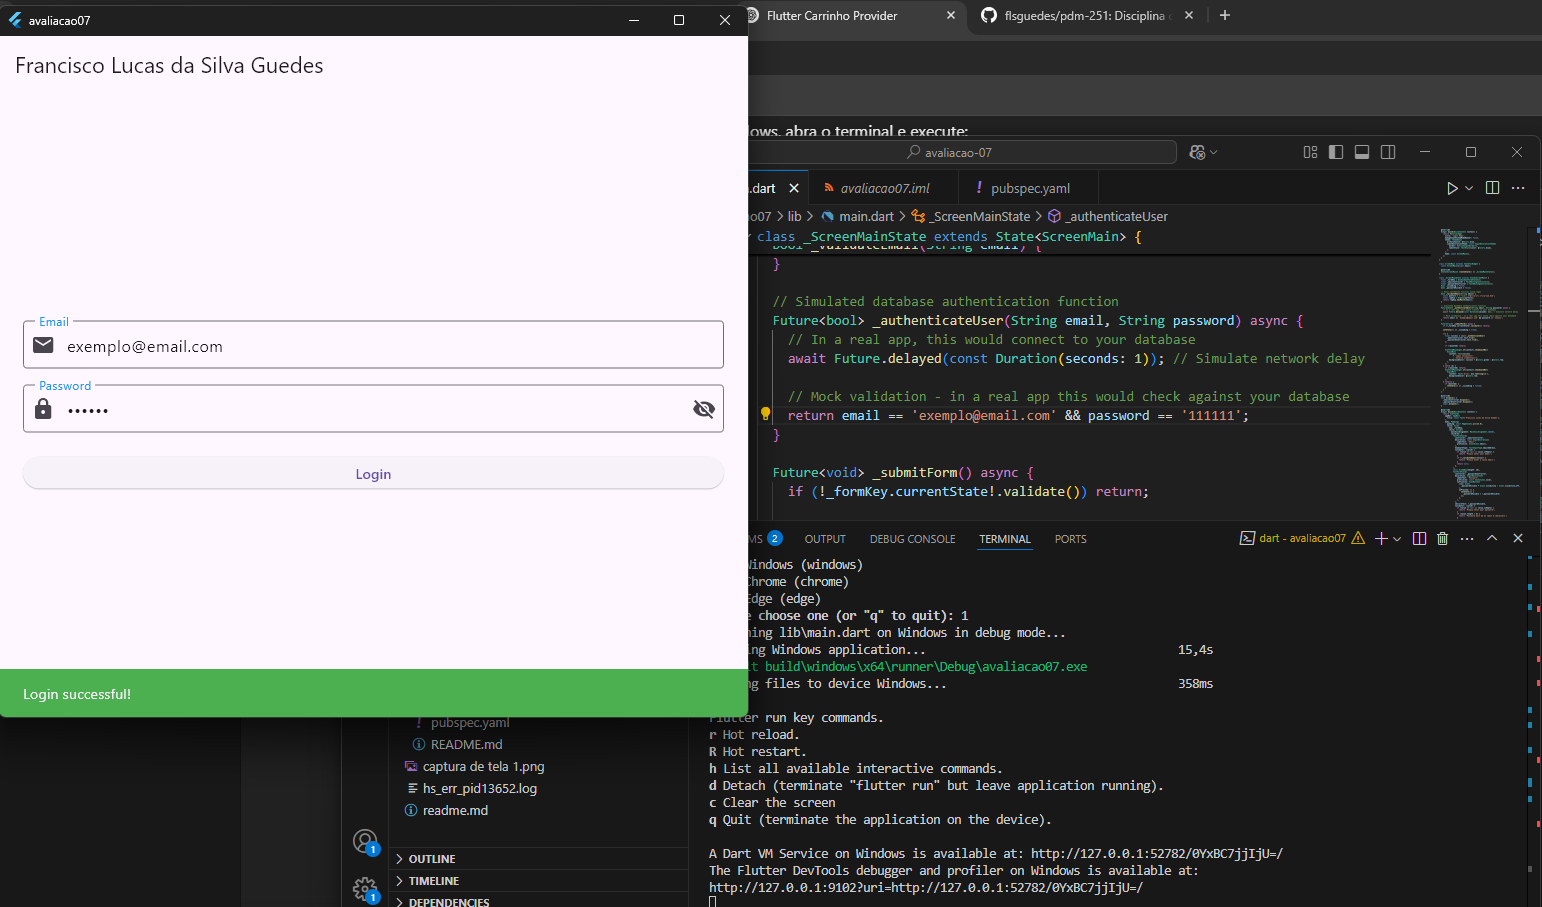 avaliacao07
Flutter Carrinho Provider
flsguedes/pdm-251: Disciplina
Francisco Lucas da Silva Guedes
Email
exemplo@email.com
Password
••••••
Login
Login successful!
abra o terminal e execute:
avaliacao-07
.dart
avaliacao07.iml
! pubspec.yaml
07 > lib > main.dart > _ScreenMainState > _authenticateUser
class _ScreenMainState extends State<ScreenMain> {
bool _validateEmail(String email) {
}
// Simulated database authentication function
Future<bool> _authenticateUser(String email, String password) async {
// In a real app, this would connect to your database
await Future.delayed(const Duration(seconds: 1)); // Simulate network delay
// Mock validation - in a real app this would check against your database
return email == 'exemplo@email.com' && password == '111111';
}
Future<void> _submitForm() async {
if (!_formKey.currentState!.validate()) return;
MS 2 OUTPUT DEBUG CONSOLE TERMINAL PORTS
dart - avaliacao07
Windows (windows)
Chrome (chrome)
Edge (edge)
e choose one (or "q" to quit): 1
ing lib\main.dart on Windows in debug mode...
ng Windows application... 15,4s
t build\windows\x64\runner\Debug\avaliacao07.exe
g files to device Windows... 358ms
Flutter run key commands.
r Hot reload.
R Hot restart.
h List all available interactive commands.
d Detach (terminate "flutter run" but leave application running).
c Clear the screen
q Quit (terminate the application on the device).
A Dart VM Service on Windows is available at: http://127.0.0.1:52782/0YxBC7jjIjU=/
The Flutter DevTools debugger and profiler on Windows is available at:
http://127.0.0.1:9102?uri=http://127.0.0.1:52782/0YxBC7jjIjU=/
! pubspec.yaml
README.md
captura de tela 1.png
hs_err_pid13652.log
readme.md
1
OUTLINE
TIMELINE
1
DEPENDENCIES